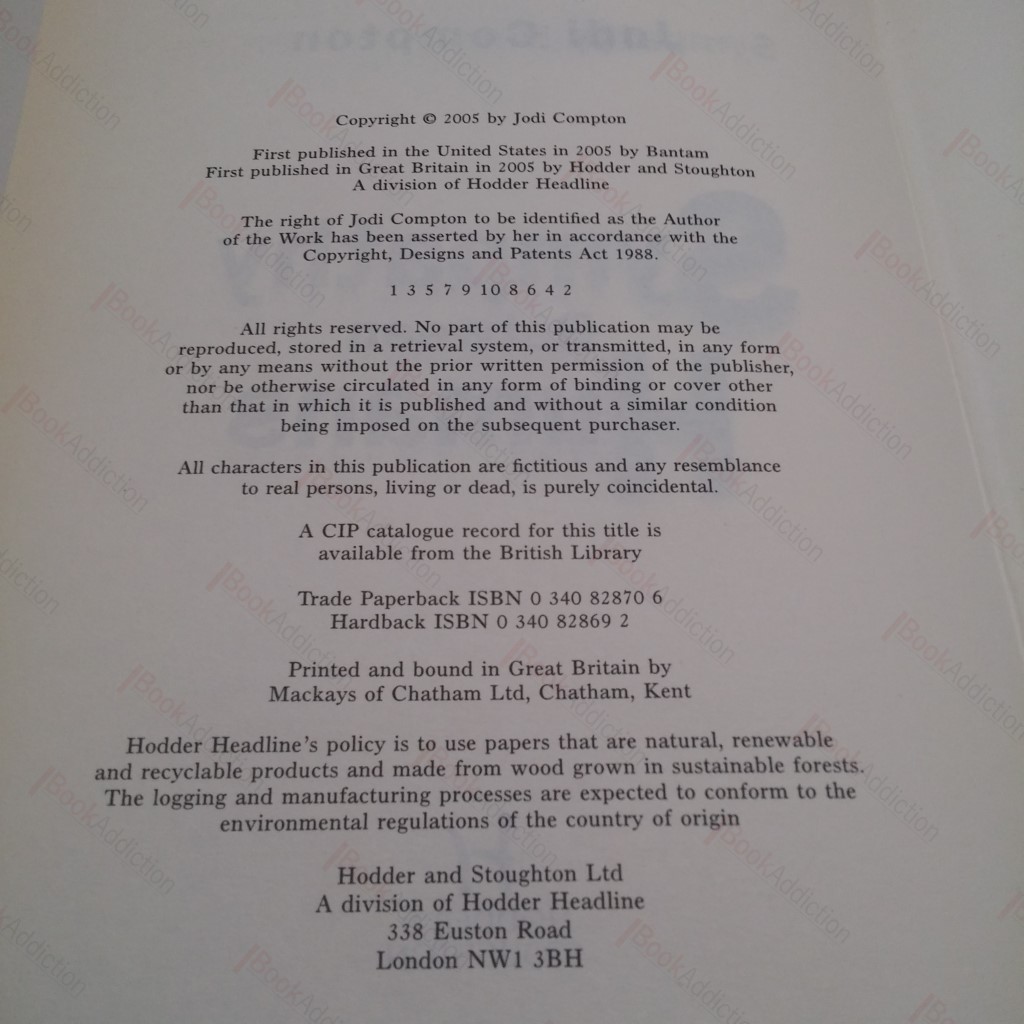 Copyright © 2005 by Jodi Compton
First published in the United States in 2005 by Bantam
First published in Great Britain in 2005 by Hodder and Stoughton
A division of Hodder Headline
The right of Jodi Compton to be identified as the Author
of the Work has been asserted by her in accordance with the
Copyright, Designs and Patents Act 1988.
1 3 5 7 9 10 8 6 4 2
All rights reserved. No part of this publication may be
reproduced, stored in a retrieval system, or transmitted, in any form
or by any means without the prior written permission of the publisher,
nor be otherwise circulated in any form of binding or cover other
than that in which it is published and without a similar condition
being imposed on the subsequent purchaser.
All characters in this publication are fictitious and any resemblance
to real persons, living or dead, is purely coincidental.
A CIP catalogue record for this title is
available from the British Library
Trade Paperback ISBN 0 340 82870 6
Hardback ISBN 0 340 82869 2
Printed and bound in Great Britain by
Mackays of Chatham Ltd, Chatham, Kent
Hodder Headline's policy is to use papers that are natural, renewable
and recyclable products and made from wood grown in sustainable forests.
The logging and manufacturing processes are expected to conform to the
environmental regulations of the country of origin
Hodder and Stoughton Ltd
A division of Hodder Headline
338 Euston Road
London NW1 3BH